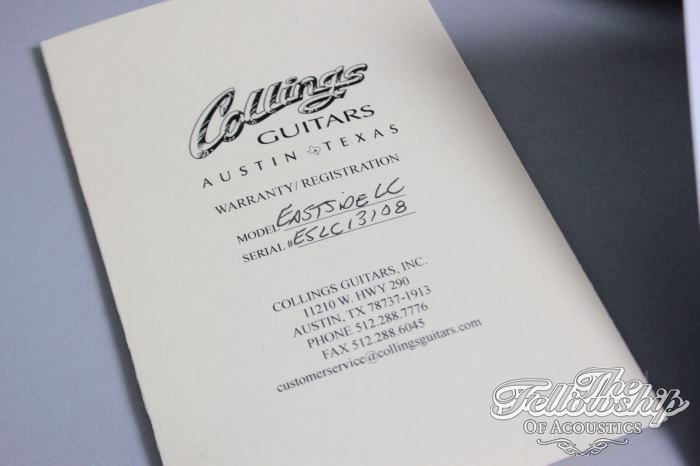 Collings
GUITARS
AUSTIN TEXAS
WARRANTY/REGISTRATION
MODEL EASTSIDE LC
SERIAL # ESLC13108
COLLINGS GUITARS, INC.
11210 W. HWY 290
AUSTIN, TX 78737-1913
PHONE 512.288.7776
FAX 512.288.6045
customerservice@collingsguitars.com
The
Fellowship
OF ACOUSTICS